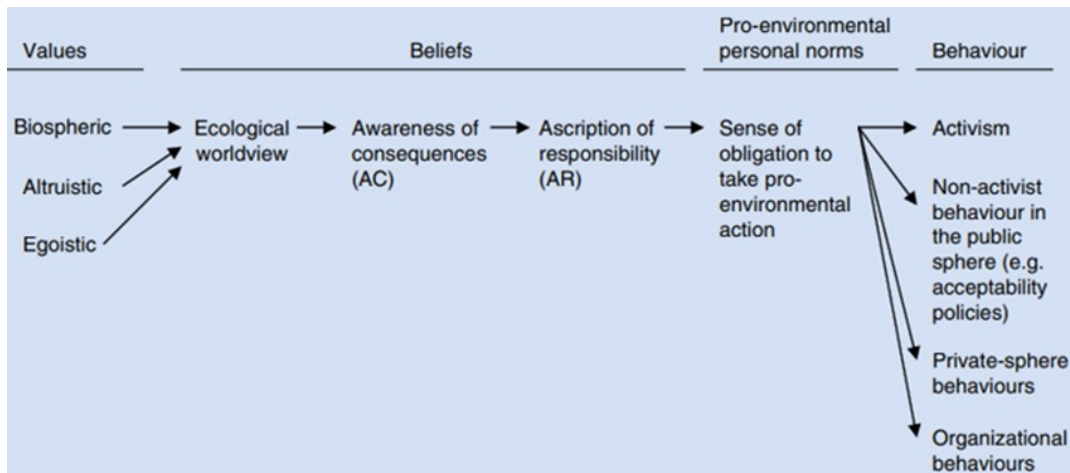 Values
Beliefs
Pro-environmental
personal norms
Behaviour
Biospheric
Altruistic
Egoistic
Ecological
worldview
Awareness of
consequences
(AC)
Ascription of
responsibility
(AR)
Sense of
obligation to
take pro-
environmental
action
Activism
Non-activist
behaviour in
the public
sphere (e.g.
acceptability
policies)
Private-sphere
behaviours
Organizational
behaviours